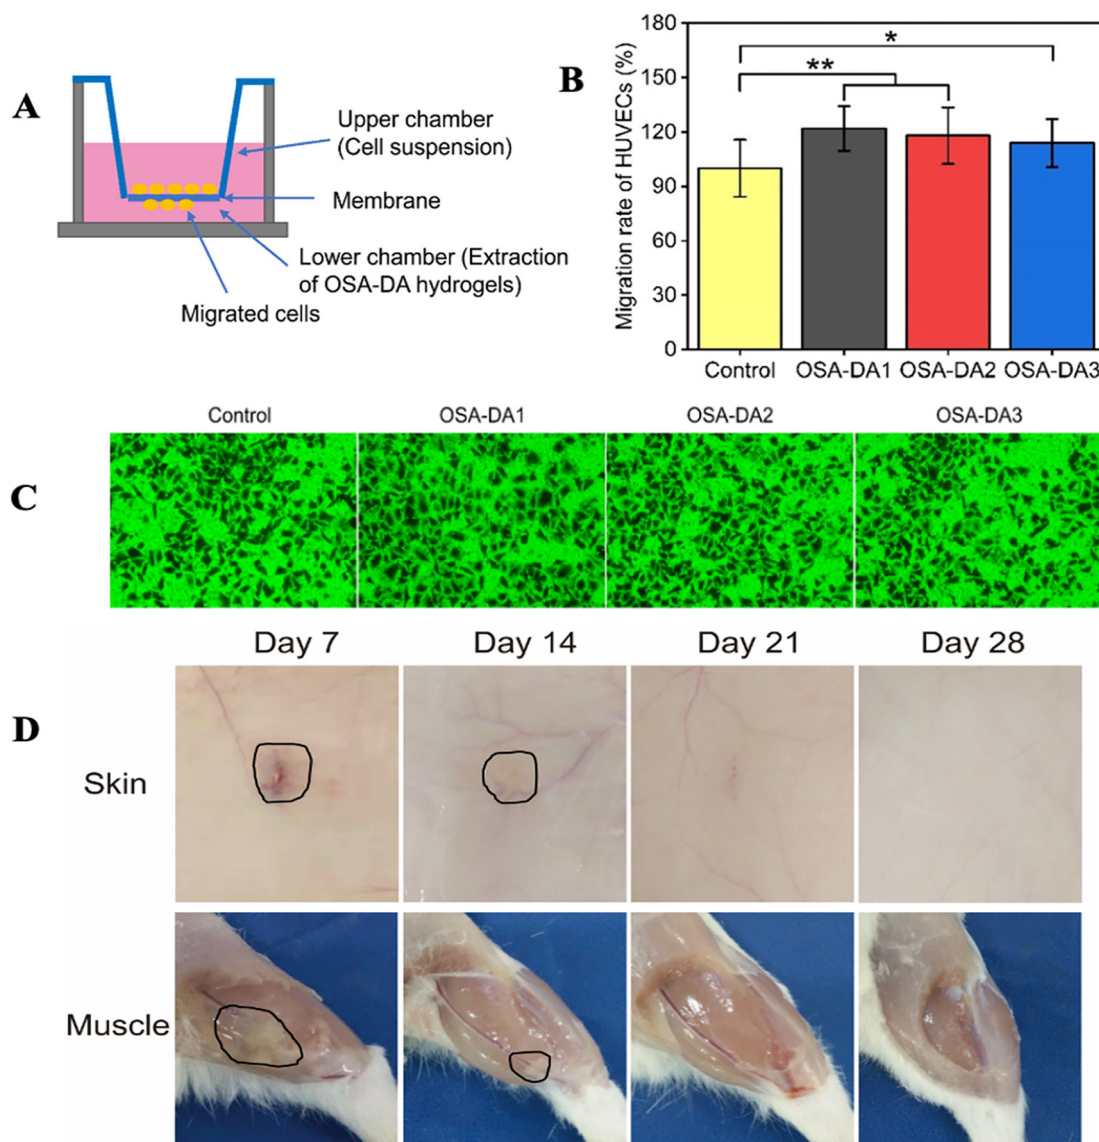 A
Upper chamber
(Cell suspension)
Membrane
Lower chamber (Extraction
of OSA-DA hydrogels)
Migrated cells
B
Migration rate of HUVECs (%)
180
150
120
90
60
30
0
*
**
Control OSA-DA1 OSA-DA2 OSA-DA3
C
Control OSA-DA1 OSA-DA2 OSA-DA3
D
Day 7 Day 14 Day 21 Day 28
Skin
Muscle